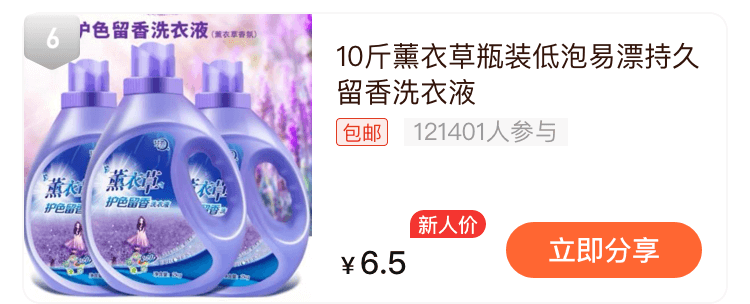 6
护色留香洗衣液(薰衣草香氛)
薰衣草
护色留香洗衣液
10斤薰衣草瓶装低泡易漂持久
留香洗衣液
包邮 121401人参与
新人价
¥6.5
立即分享